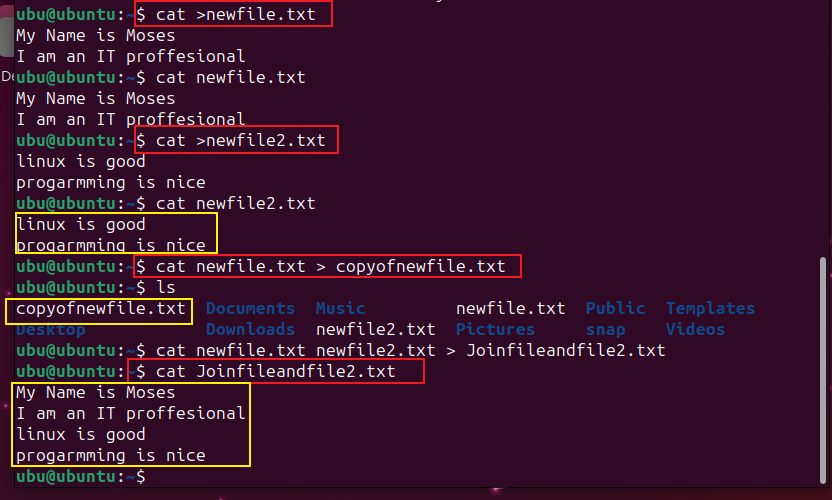 ubu@ubuntu:~$ cat >newfile.txt
My Name is Moses
I am an IT proffesional
ubu@ubuntu:~$ cat newfile.txt
My Name is Moses
I am an IT proffesional
ubu@ubuntu:~$ cat >newfile2.txt
linux is good
progarmming is nice
ubu@ubuntu:~$ cat newfile2.txt
linux is good
progarmming is nice
ubu@ubuntu:~$ cat newfile.txt > copyofnewfile.txt
ubu@ubuntu:~$ ls
copyofnewfile.txt  Documents  Music         newfile.txt  Public  Templates
Desktop            Downloads  newfile2.txt  Pictures     snap    Videos
ubu@ubuntu:~$ cat newfile.txt newfile2.txt > Joinfileandfile2.txt
ubu@ubuntu:~$ cat Joinfileandfile2.txt
My Name is Moses
I am an IT proffesional
linux is good
progarmming is nice
ubu@ubuntu:~$